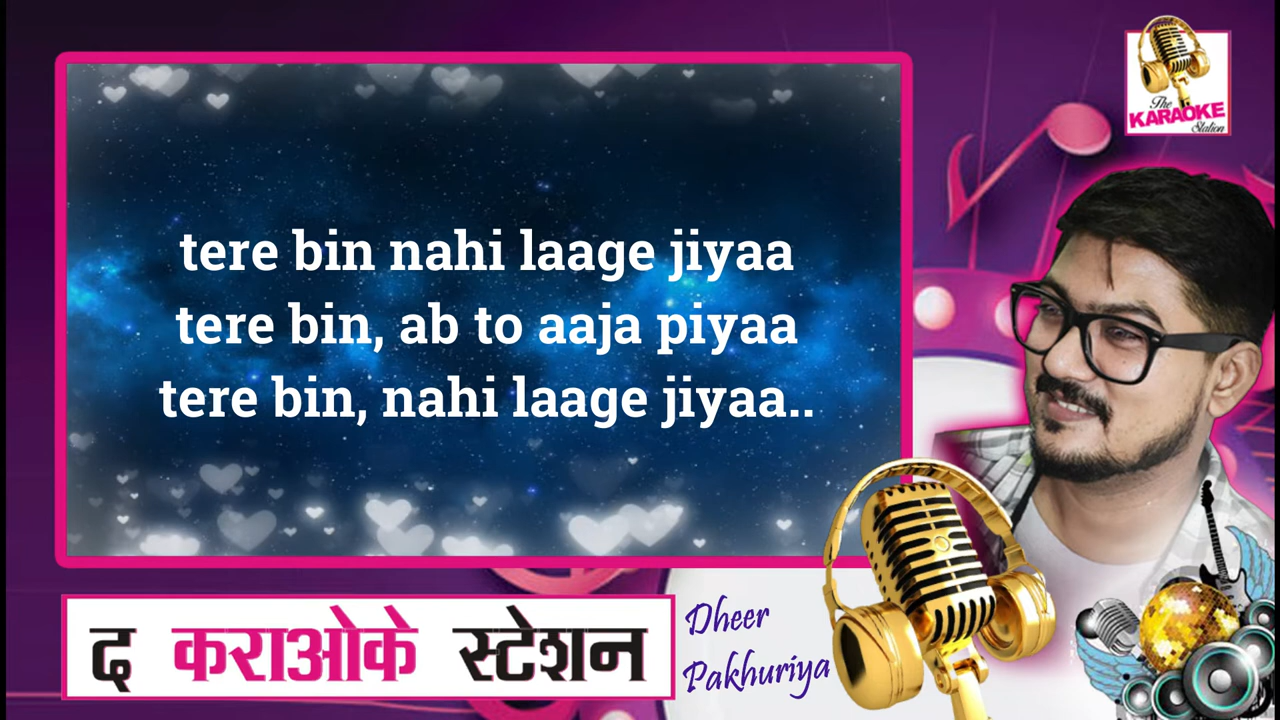 The
KARAOKE
Station
tere bin nahi laage jiyaa
tere bin, ab to aaja piyaa
tere bin, nahi laage jiyaa..
द कराओके स्टेशन
Dheer
Pakhuriya